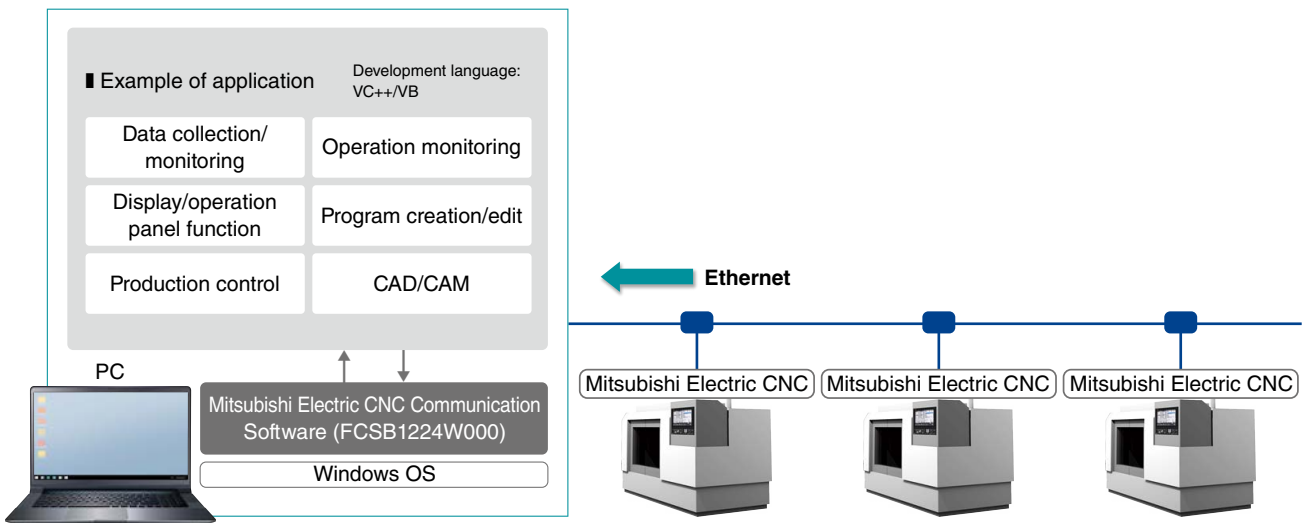 Example of application
Development language:
VC++/VB
Data collection/
monitoring
Operation monitoring
Display/operation
panel function
Program creation/edit
Production control
CAD/CAM
Ethernet
PC
Mitsubishi Electric CNC Communication
Software (FCSB1224W000)
Windows OS
Mitsubishi Electric CNC
Mitsubishi Electric CNC
Mitsubishi Electric CNC